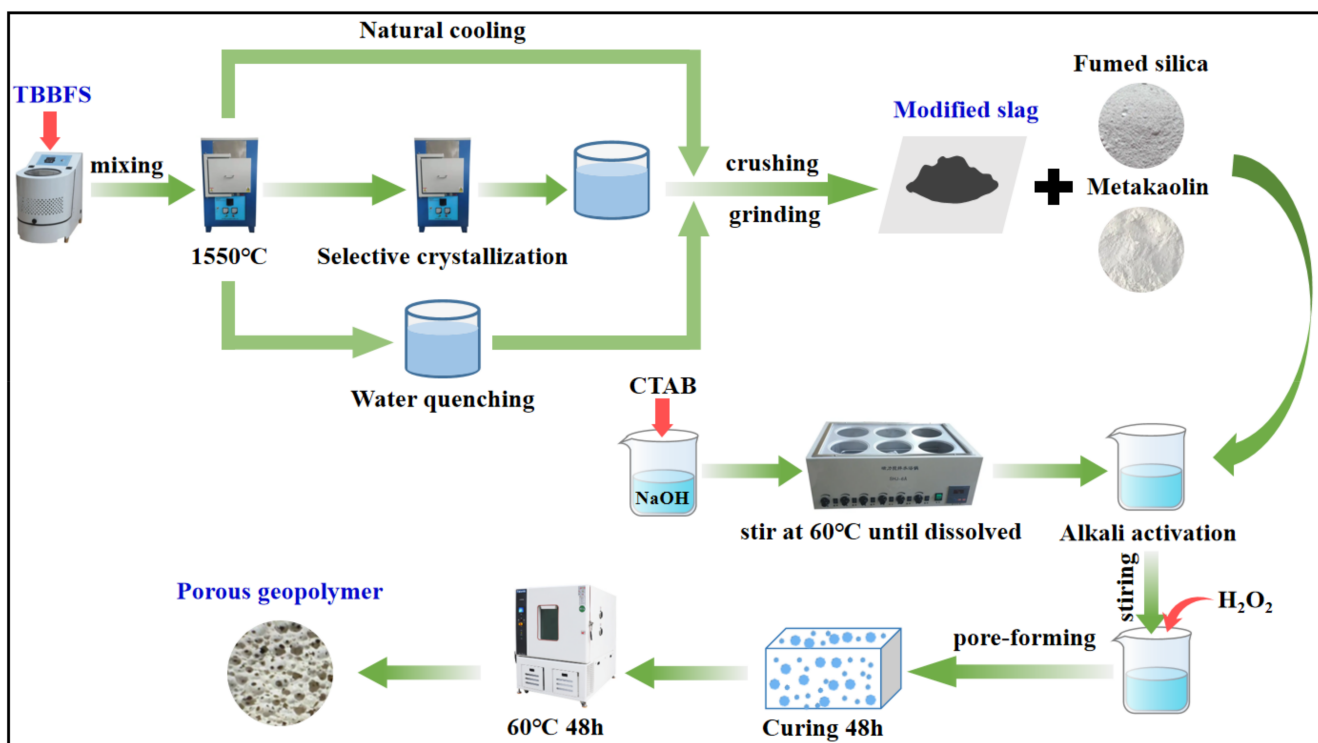 Natural cooling
TBBFS
mixing
1550℃
Selective crystallization
Water quenching
crushing
grinding
Modified slag
Fumed silica
Metakaolin
CTAB
NaOH
stir at 60℃ until dissolved
Alkali activation
stiring
H₂O₂
pore-forming
Curing 48h
60℃ 48h
Porous geopolymer